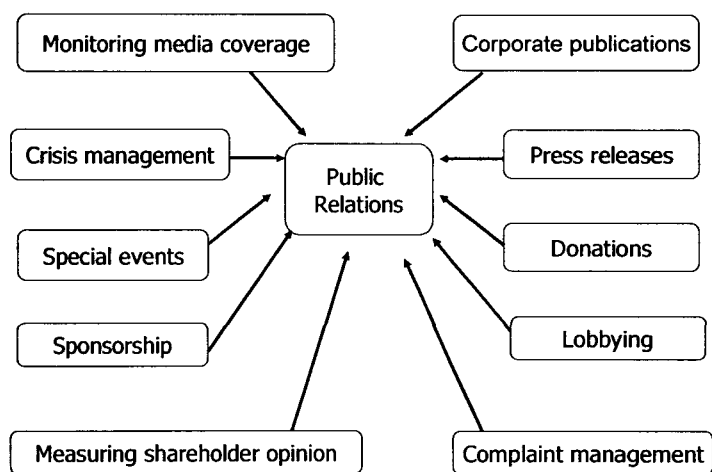 Monitoring media coverage
Corporate publications
Crisis management
Public
Relations
Press releases
Special events
Donations
Sponsorship
Lobbying
Measuring shareholder opinion
Complaint management